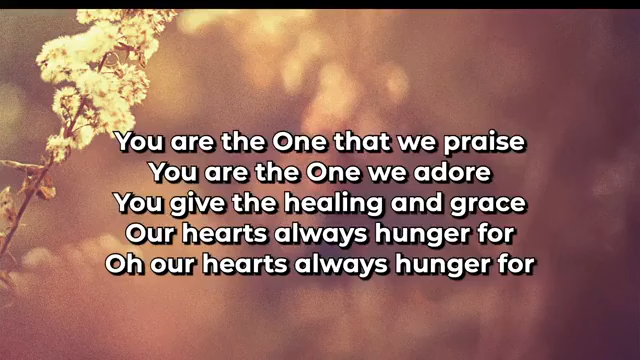 You are the One that we praise
You are the One we adore
You give the healing and grace
Our hearts always hunger for
Oh our hearts always hunger for